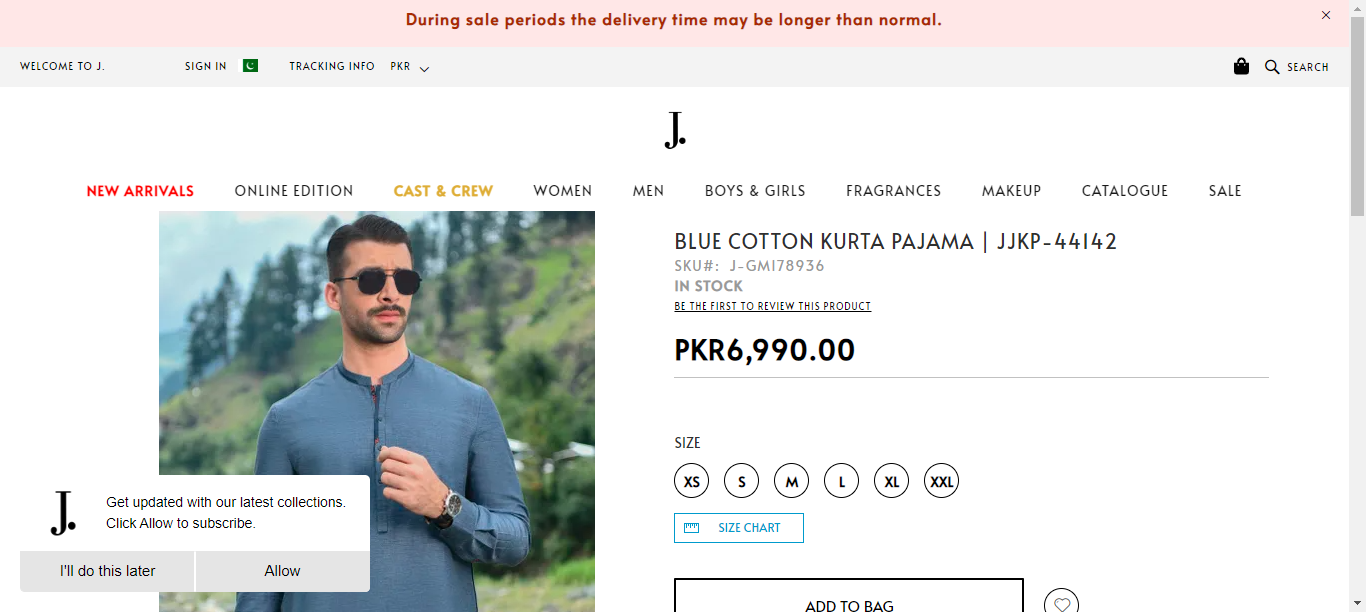 During sale periods the delivery time may be longer than normal.
WELCOME TO J.
SIGN IN
TRACKING INFO
PKR
SEARCH
J.
NEW ARRIVALS
ONLINE EDITION
CAST & CREW
WOMEN
MEN
BOYS & GIRLS
FRAGRANCES
MAKEUP
CATALOGUE
SALE
BLUE COTTON KURTA PAJAMA | JJKP-44142
SKU#: J-GM178936
IN STOCK
BE THE FIRST TO REVIEW THIS PRODUCT
PKR6,990.00
SIZE
XS
S
M
L
XL
XXL
SIZE CHART
ADD TO BAG
J.
Get updated with our latest collections.
Click Allow to subscribe.
I'll do this later
Allow